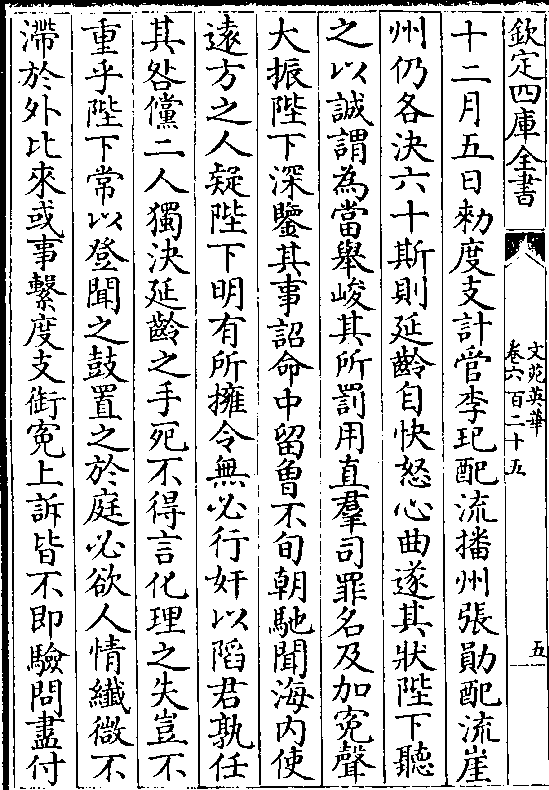 欽定四庫全書
文苑英華
卷六百二十五
五
十二月五日勑度支計官李玘配流播州張勛配流崖
州仍各決六十斯則延齡自快怒心曲遂其狀陛下聽
之以誠謂為當舉峻其所罰用直羣司罪名及加寃聲
大振陛下深鑒其事詔命中留曾不旬朝馳聞海内使
遠方之人疑陛下明有所擁令無必行奸以䧟君孰任
其咎儻二人獨決延齡之手死不得言化理之失豈不
重乎陛下常以登聞之鼓置之於庭必欲人情纖微不
滯於外比來或事繫度支銜寃上訴皆不即驗問盡付